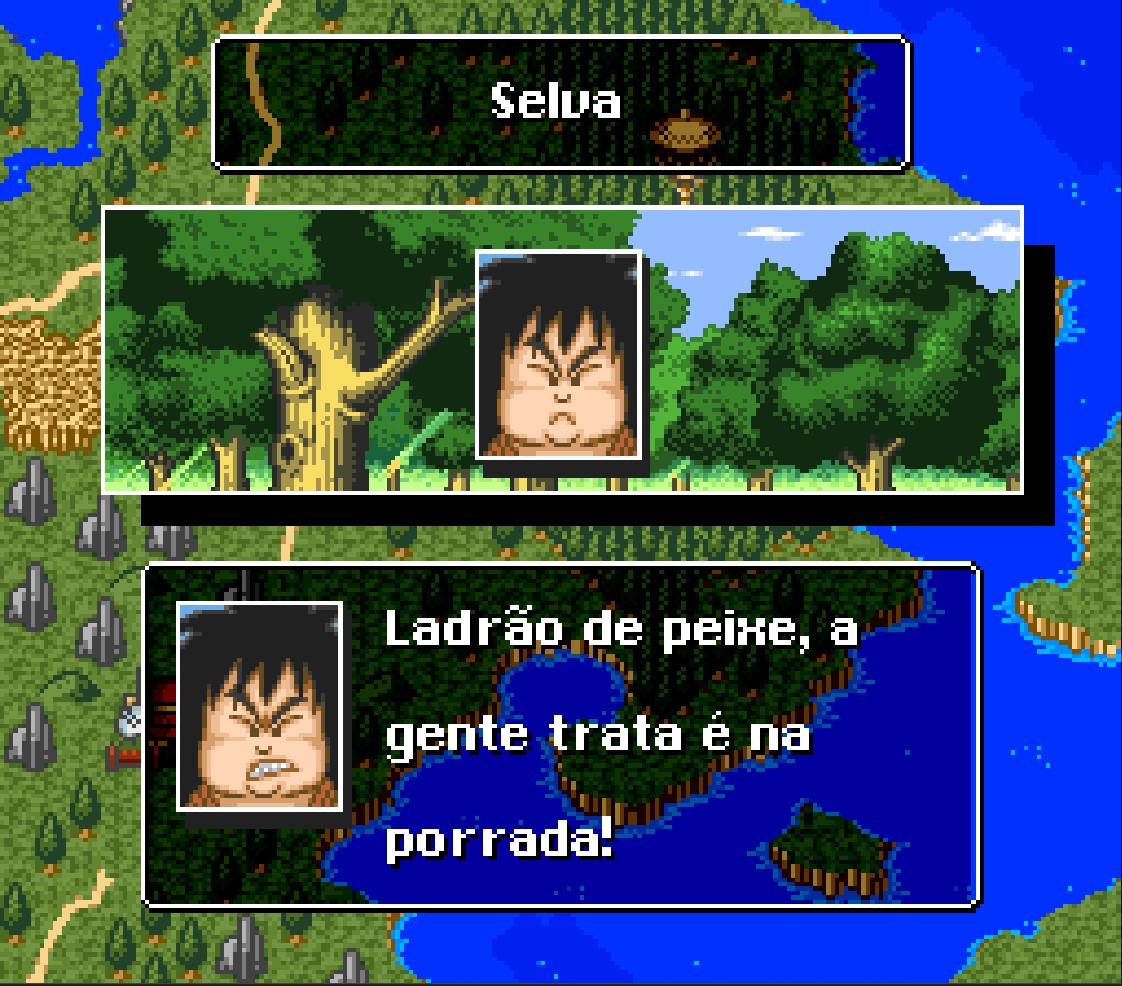 Selva
Ladrão de peixe, a
gente trata é na
porrada!